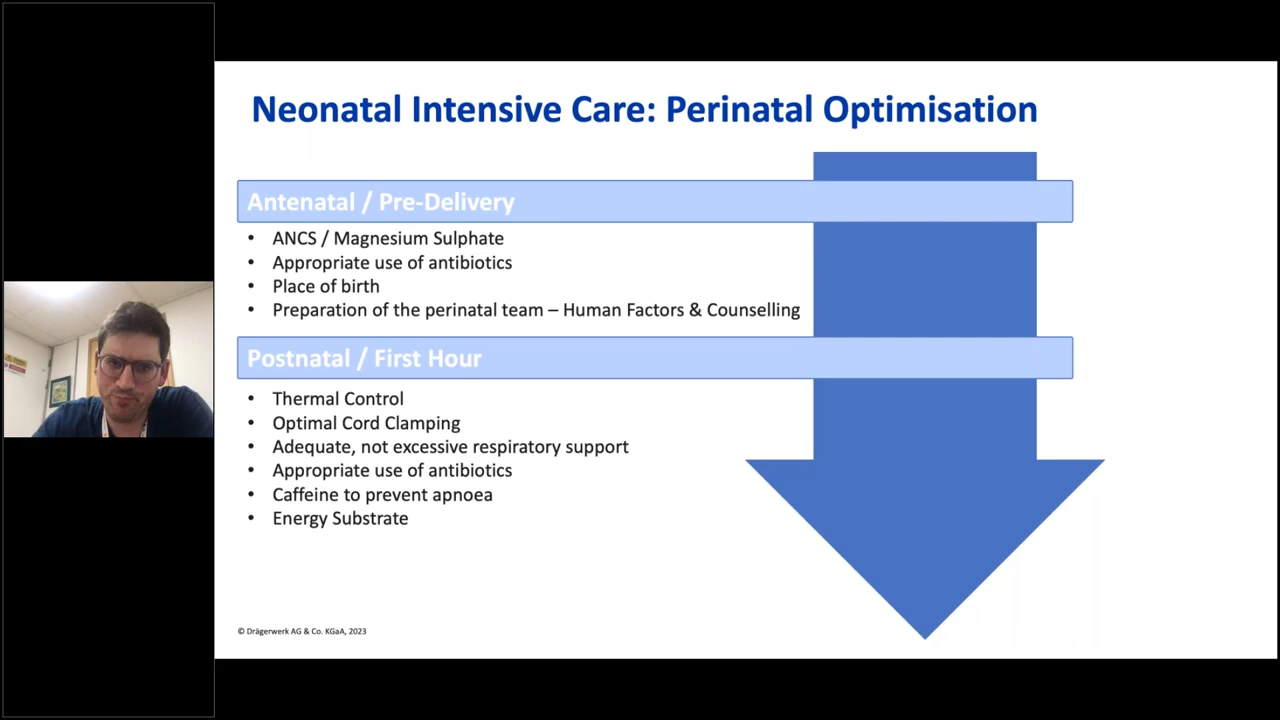 Neonatal Intensive Care: Perinatal Optimisation
Antenatal / Pre-Delivery
• ANCS / Magnesium Sulphate
• Appropriate use of antibiotics
• Place of birth
• Preparation of the perinatal team – Human Factors & Counselling
Postnatal / First Hour
• Thermal Control
• Optimal Cord Clamping
• Adequate, not excessive respiratory support
• Appropriate use of antibiotics
• Caffeine to prevent apnoea
• Energy Substrate
© Drägerwerk AG & Co. KGaA, 2023